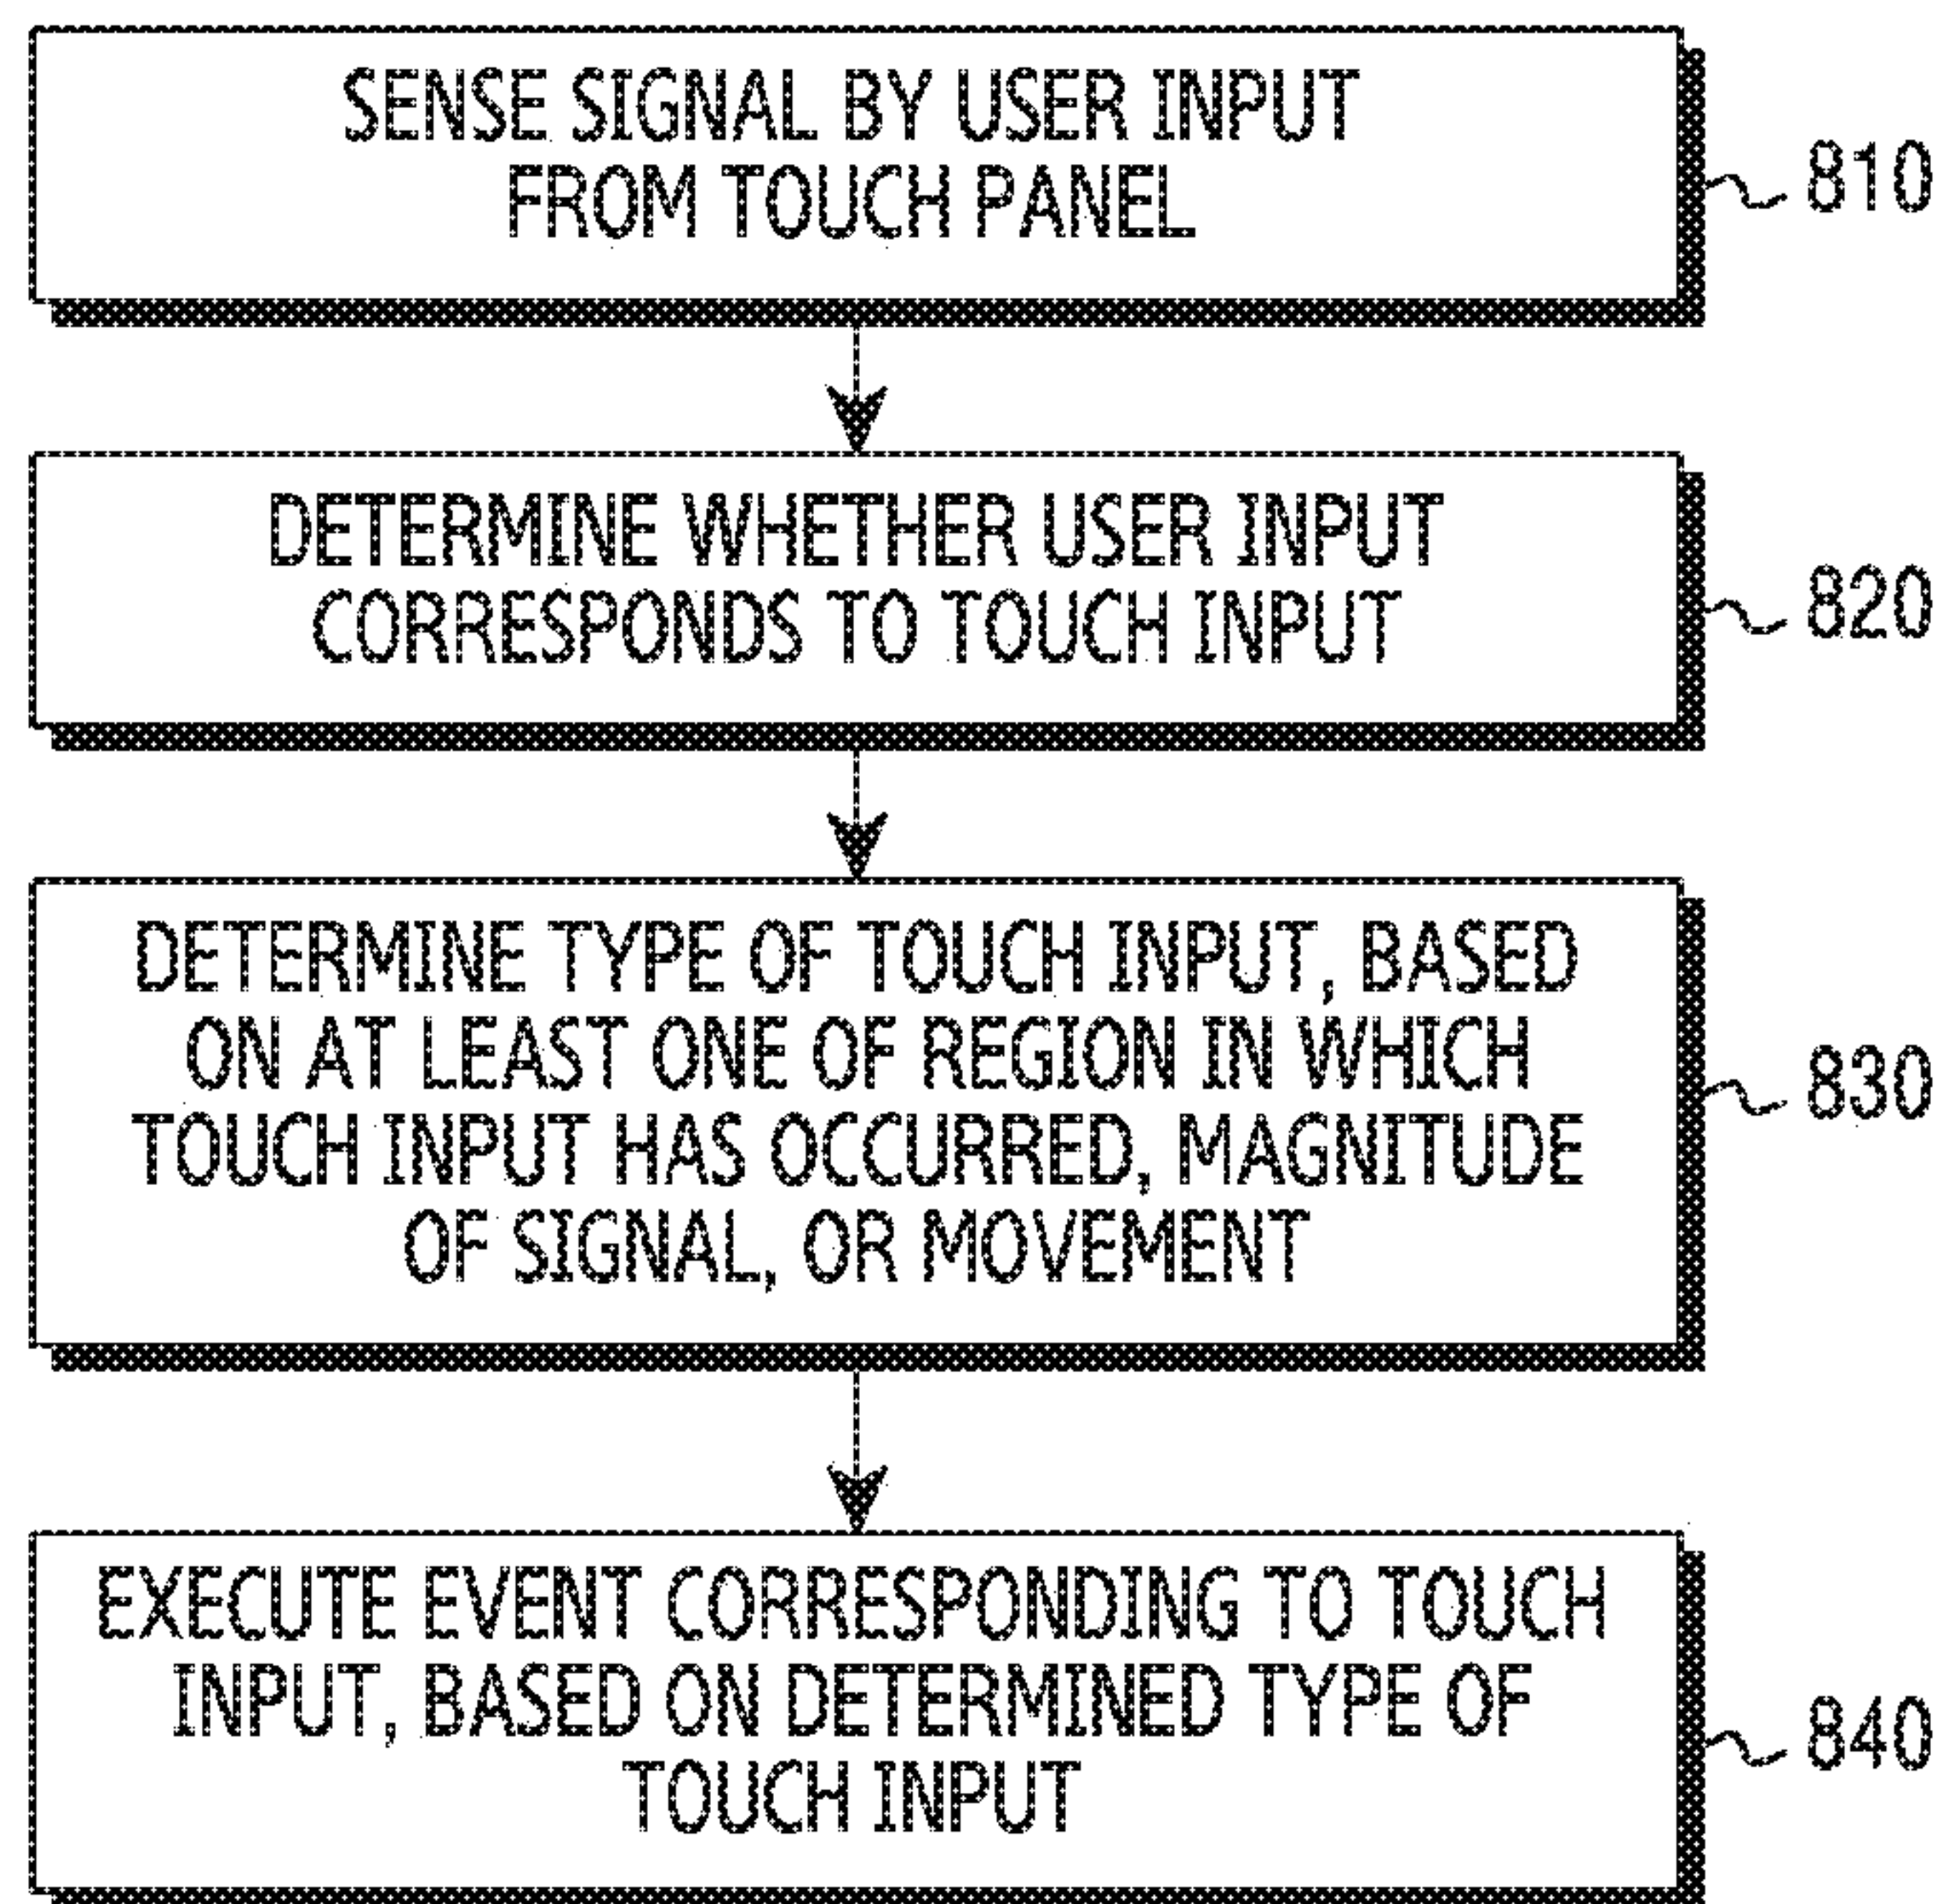 SENSE SIGNAL BY USER INPUT
FROM TOUCH PANEL
810
DETERMINE WHETHER USER INPUT
CORRESPONDS TO TOUCH INPUT
820
DETERMINE TYPE OF TOUCH INPUT, BASED
ON AT LEAST ONE OF REGION IN WHICH
TOUCH INPUT HAS OCCURRED, MAGNITUDE
OF SIGNAL, OR MOVEMENT
830
EXECUTE EVENT CORRESPONDING TO TOUCH
INPUT, BASED ON DETERMINED TYPE OF
TOUCH INPUT
840